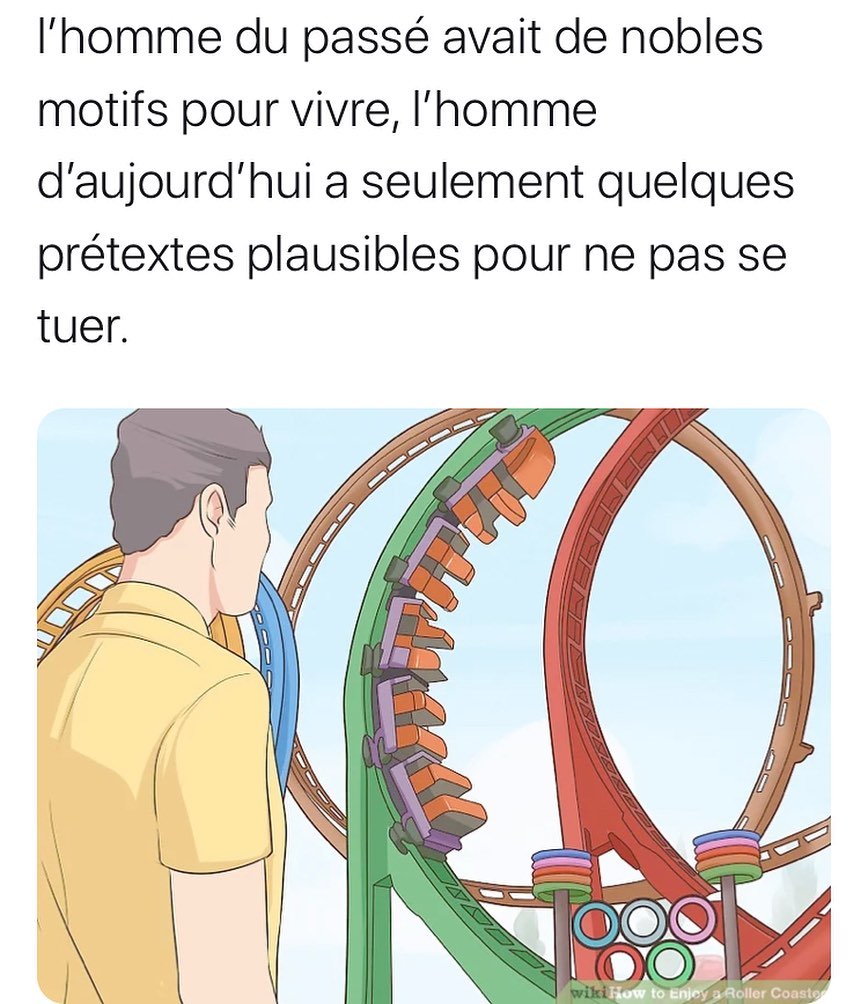 l’homme du passé avait de nobles
motifs pour vivre, l’homme
d’aujourd’hui a seulement quelques
prétextes plausibles pour ne pas se
tuer.
wikiHow to Enjoy a Roller Coaster